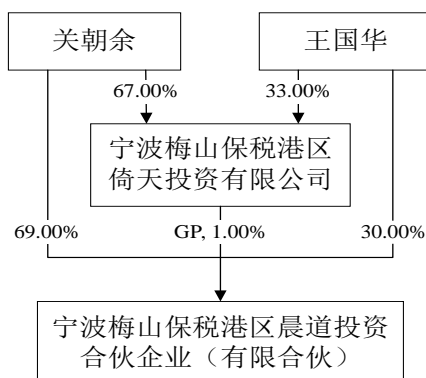 关朝余
王国华
67.00%
33.00%
宁波梅山保税港区
倚天投资有限公司
69.00%
GP, 1.00%
30.00%
宁波梅山保税港区晨道投资
合伙企业（有限合伙）